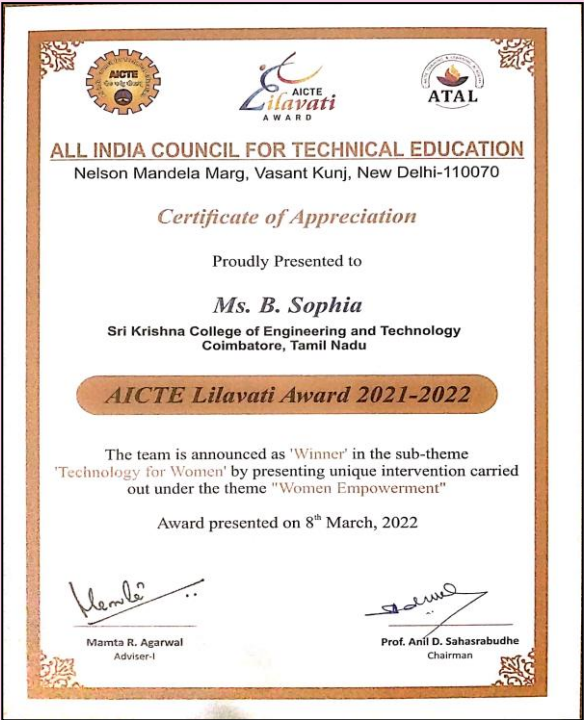 AICTE
AICTE
Lilavati
AWARD
ATAL
ALL INDIA COUNCIL FOR TECHNICAL EDUCATION
Nelson Mandela Marg, Vasant Kunj, New Delhi-110070
Certificate of Appreciation
Proudly Presented to
Ms. B. Sophia
Sri Krishna College of Engineering and Technology
Coimbatore, Tamil Nadu
AICTE Lilavati Award 2021-2022
The team is announced as 'Winner' in the sub-theme
'Technology for Women' by presenting unique intervention carried
out under the theme "Women Empowerment"
Award presented on 8th March, 2022
Mamta R. Agarwal
Adviser-I
Prof. Anil D. Sahasrabudhe
Chairman